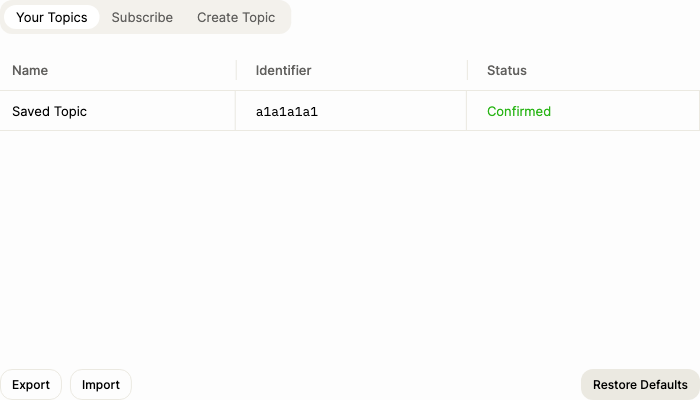 Your Topics Subscribe Create Topic
Name Identifier Status
Saved Topic a1a1a1a1 Confirmed
Export Import Restore Defaults